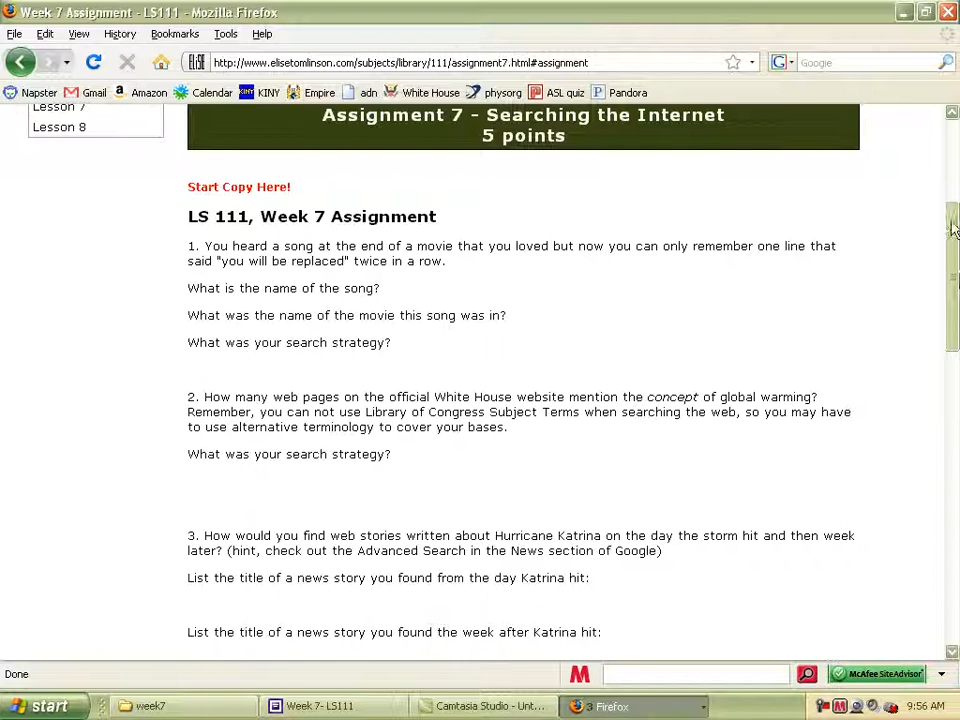 Week 7 Assignment - LS111 - Mozilla Firefox
File Edit View History Bookmarks Tools Help
http://www.elisetomlinson.com/subjects/library/111/assignment7.html#assignment
G Google
Napster Gmail Amazon Calendar KINY KINY Empire adn White House physorg ASL quiz P Pandora
Lesson 7
Lesson 8
Assignment 7 - Searching the Internet
5 points
Start Copy Here!
LS 111, Week 7 Assignment
1. You heard a song at the end of a movie that you loved but now you can only remember one line that
said "you will be replaced" twice in a row.
What is the name of the song?
What was the name of the movie this song was in?
What was your search strategy?
2. How many web pages on the official White House website mention the concept of global warming?
Remember, you can not use Library of Congress Subject Terms when searching the web, so you may have
to use alternative terminology to cover your bases.
What was your search strategy?
3. How would you find web stories written about Hurricane Katrina on the day the storm hit and then week
later? (hint, check out the Advanced Search in the News section of Google)
List the title of a news story you found from the day Katrina hit:
List the title of a news story you found the week after Katrina hit:
Done
M
McAfee SiteAdvisor
start
week7
Week 7- LS111
Camtasia Studio - Unt...
3 Firefox
M
9:56 AM